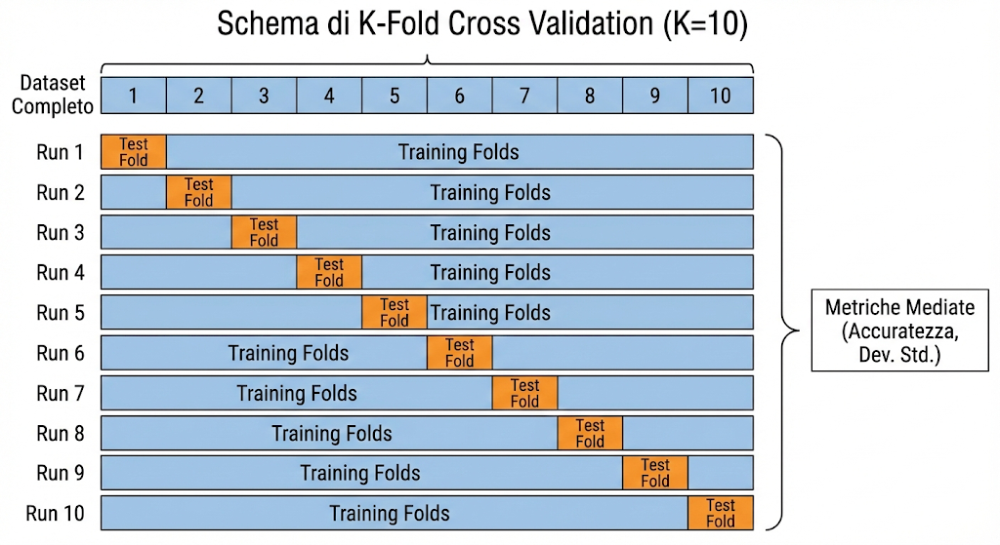 Schema di K-Fold Cross Validation (K=10)
Dataset
Completo
1 2 3 4 5 6 7 8 9 10
Run 1
Test
Fold
Training Folds
Run 2
Test
Fold
Training Folds
Run 3
Test
Fold
Training Folds
Run 4
Test
Fold
Training Folds
Run 5
Test
Fold
Training Folds
Run 6
Training Folds
Test
Fold
Run 7
Training Folds
Test
Fold
Run 8
Training Folds
Test
Fold
Run 9
Training Folds
Test
Fold
Run 10
Training Folds
Test
Fold
Metriche Mediate
(Accuratezza,
Dev. Std.)